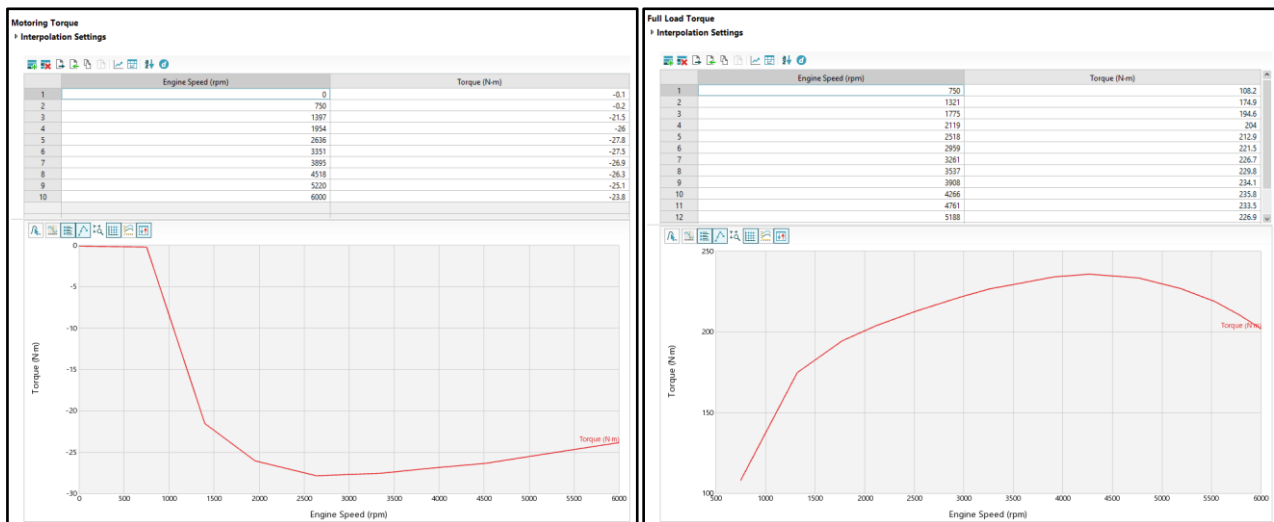 Motoring Torque
Interpolation Settings
Engine Speed (rpm) Torque (N·m)
1 0 -0.1
2 750 -0.2
3 1397 -21.5
4 1954 -26
5 2636 -27.8
6 3351 -27.5
7 3895 -26.9
8 4518 -26.3
9 5220 -25.1
10 6000 -23.8
0
-5
-10
-15
-20
-25
-30
Torque (N·m)
Torque (N·m)
0 500 1000 1500 2000 2500 3000 3500 4000 4500 5000 5500 6000
Engine Speed (rpm)
Full Load Torque
Interpolation Settings
Engine Speed (rpm) Torque (N·m)
1 750 108.2
2 1321 174.9
3 1775 194.6
4 2119 204
5 2518 212.9
6 2959 221.5
7 3261 226.7
8 3537 229.8
9 3908 234.1
10 4266 235.8
11 4761 233.5
12 5188 226.9
250
200
150
100
Torque (N·m)
Torque (N·m)
500 1000 1500 2000 2500 3000 3500 4000 4500 5000 5500 6000
Engine Speed (rpm)